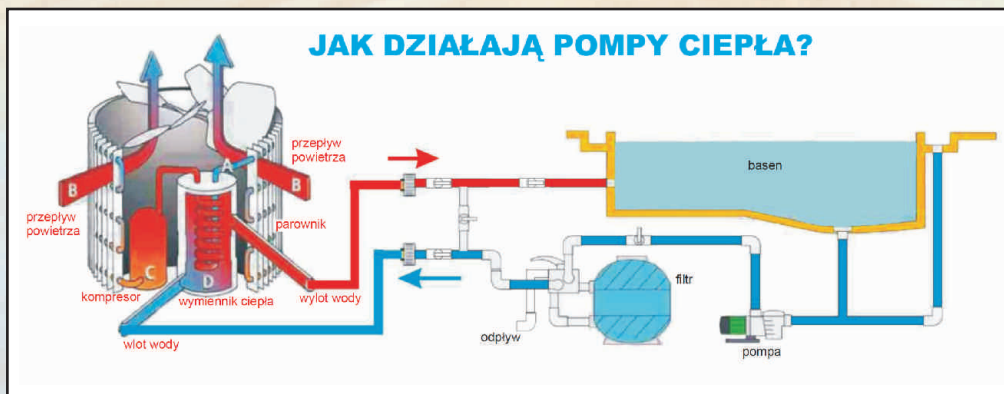 JAK DZIAŁAJĄ POMPY CIEPŁA?
przepływ
powietrza
A
B
B
przepływ
powietrza
parownik
C
D
kompresor
wymiennik ciepła
wylot wody
wlot wody
basen
filtr
odpływ
pompa